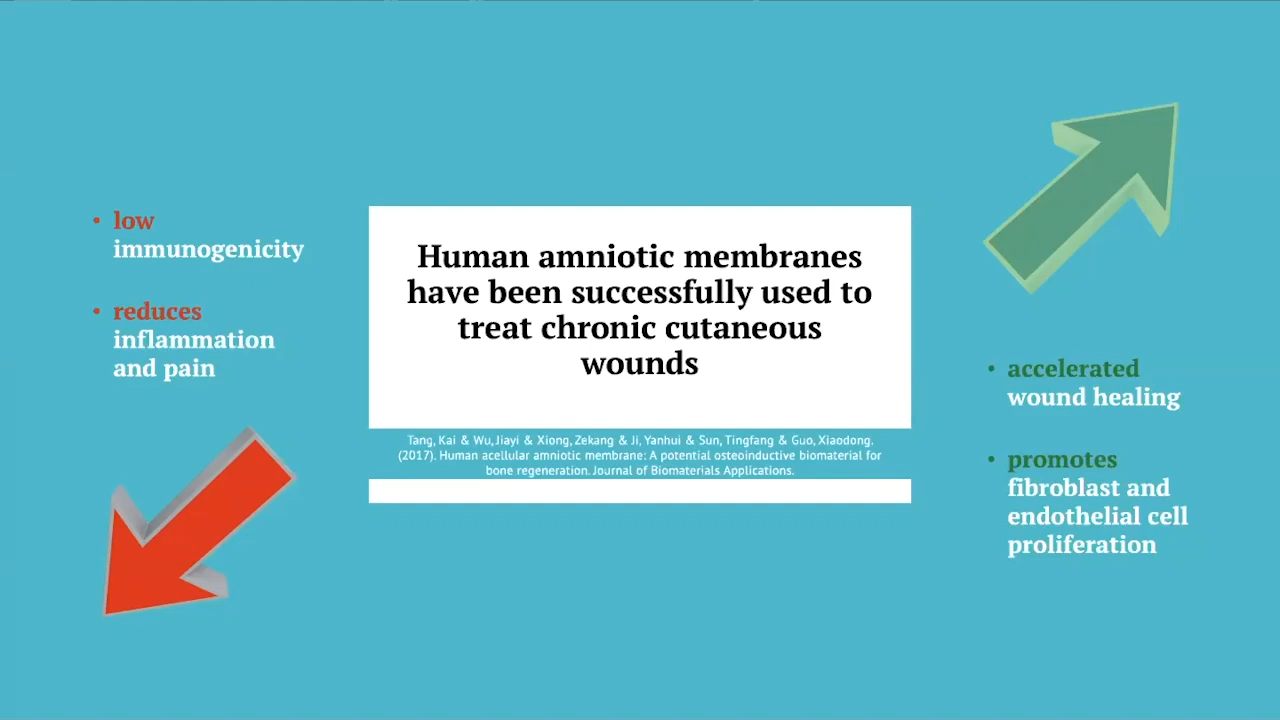 • low
immunogenicity
• reduces
inflammation
and pain
Human amniotic membranes
have been successfully used to
treat chronic cutaneous
wounds
Tang, Kai & Wu, Jiayi & Xiong, Zekang & Ji, Yanhui & Sun, Tingfang & Guo, Xiaodong.
(2017). Human acellular amniotic membrane: A potential osteoinductive biomaterial for
bone regeneration. Journal of Biomaterials Applications.
• accelerated
wound healing
• promotes
fibroblast and
endothelial cell
proliferation